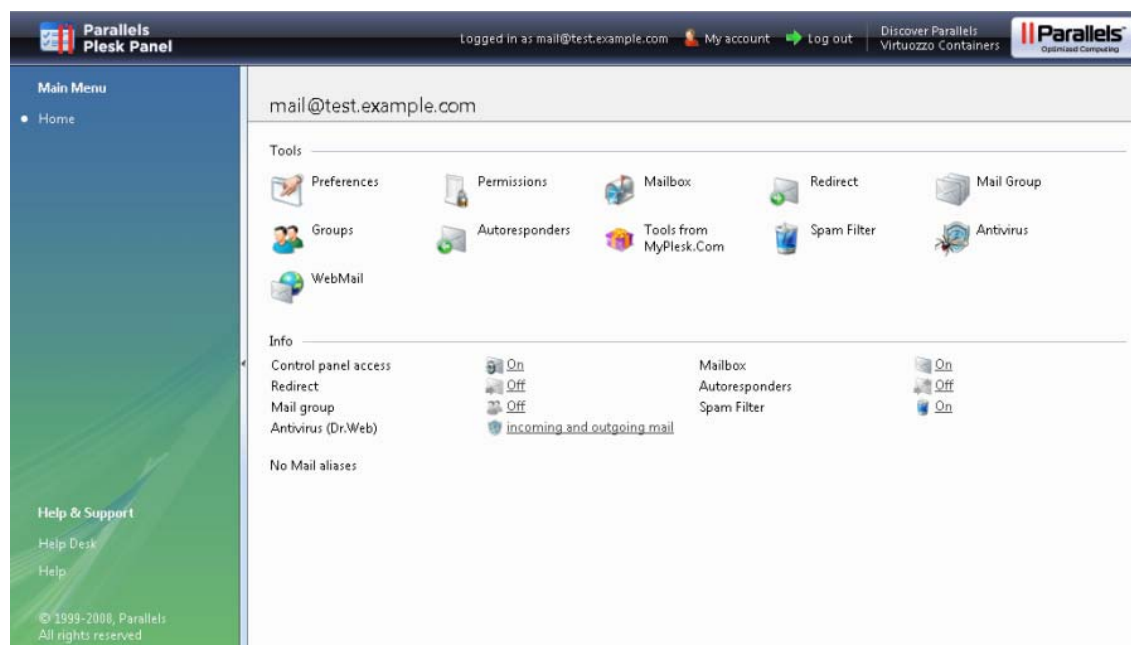 Parallels
Plesk Panel
Logged in as mail@test.example.com My account Log out
Discover Parallels
Virtuozzo Containers
Parallels
Optimized Computing
Main Menu
Home
mail@test.example.com
Tools
Preferences Permissions Mailbox Redirect Mail Group
Groups Autoresponders Tools from MyPlesk.Com Spam Filter Antivirus
WebMail
Info
Control panel access On Mailbox On
Redirect Off Autoresponders Off
Mail group Off Spam Filter On
Antivirus (Dr.Web) incoming and outgoing mail
No Mail aliases
Help & Support
Help Desk
Help
© 1999-2008, Parallels
All rights reserved